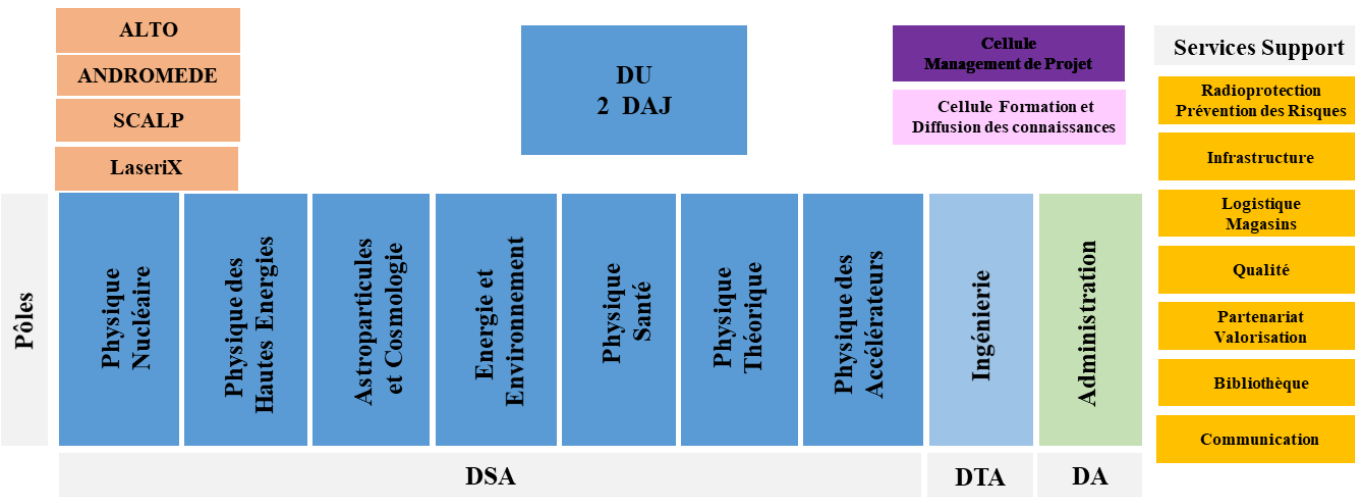 ALTO
ANDROMEDE
SCALP
LaseriX
DU
2 DAJ
Cellule
Management de Projet
Cellule Formation et
Diffusion des connaissances
Services Support
Radioprotection
Prévention des Risques
Infrastructure
Logistique
Magasins
Qualité
Partenariat
Valorisation
Bibliothèque
Communication
Pôles
Physique
Nucléaire
Physique des
Hautes Energies
Astroparticules
et Cosmologie
Energie et
Environnement
Physique
Santé
Physique
Théorique
Physique des
Accélérateurs
Ingénierie
Administration
DSA
DTA
DA